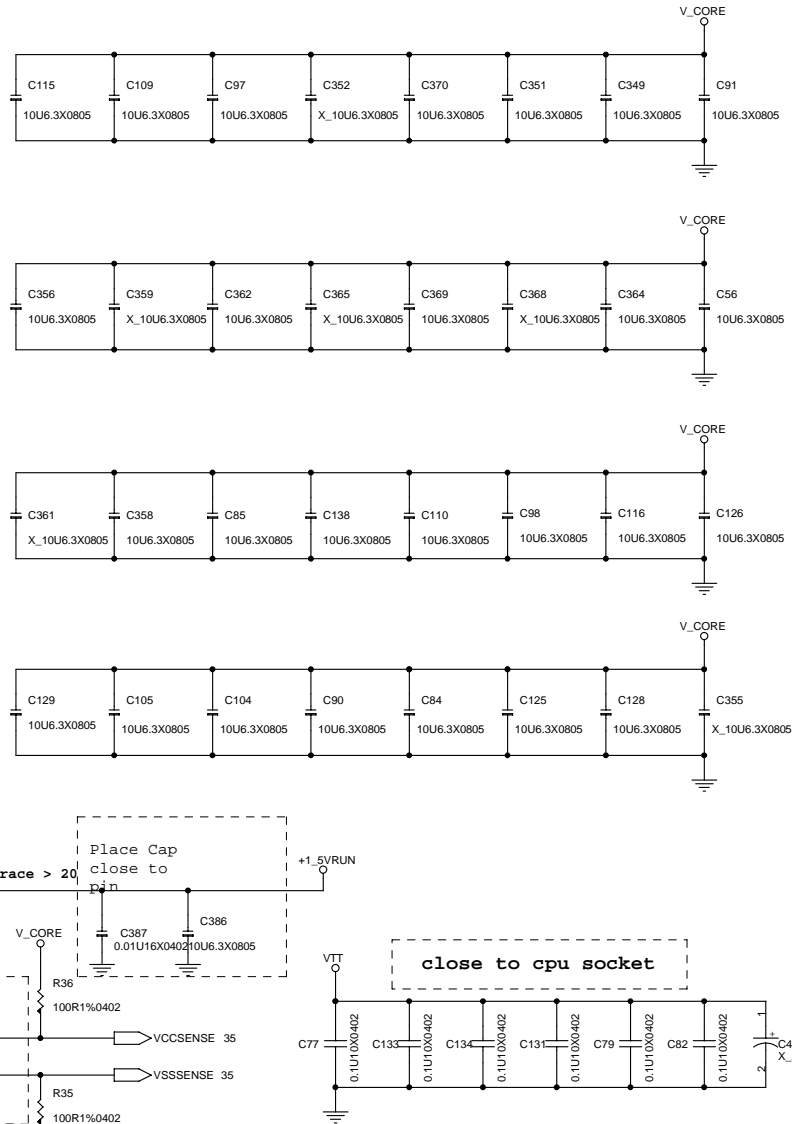 V_CORE
C115 C109 C97 C352 C370 C351 C349 C91
10U6.3X0805 10U6.3X0805 10U6.3X0805 X_10U6.3X0805 10U6.3X0805 10U6.3X0805 10U6.3X0805 10U6.3X0805
V_CORE
C356 C359 C362 C365 C369 C368 C364 C56
10U6.3X0805 X_10U6.3X0805 10U6.3X0805 X_10U6.3X0805 10U6.3X0805 X_10U6.3X0805 10U6.3X0805 10U6.3X0805
V_CORE
C361 C358 C85 C138 C110 C98 C116 C126
X_10U6.3X0805 10U6.3X0805 10U6.3X0805 10U6.3X0805 10U6.3X0805 10U6.3X0805 10U6.3X0805 10U6.3X0805
V_CORE
C129 C105 C104 C90 C84 C125 C128 C355
10U6.3X0805 10U6.3X0805 10U6.3X0805 10U6.3X0805 10U6.3X0805 10U6.3X0805 10U6.3X0805 X_10U6.3X0805
Place Cap
close to
pin
race > 20
+1_5VRUN
C387
0.01U16X0402
C386
10U6.3X0805
V_CORE
R36
100R1%0402
VCCSENSE 35
VSSSENSE 35
R35
100R1%0402
close to cpu socket
VTT
C77 C133 C134 C131 C79 C82 C4
0.1U10X0402 0.1U10X0402 0.1U10X0402 0.1U10X0402 0.1U10X0402 0.1U10X0402 X_
1
+
2